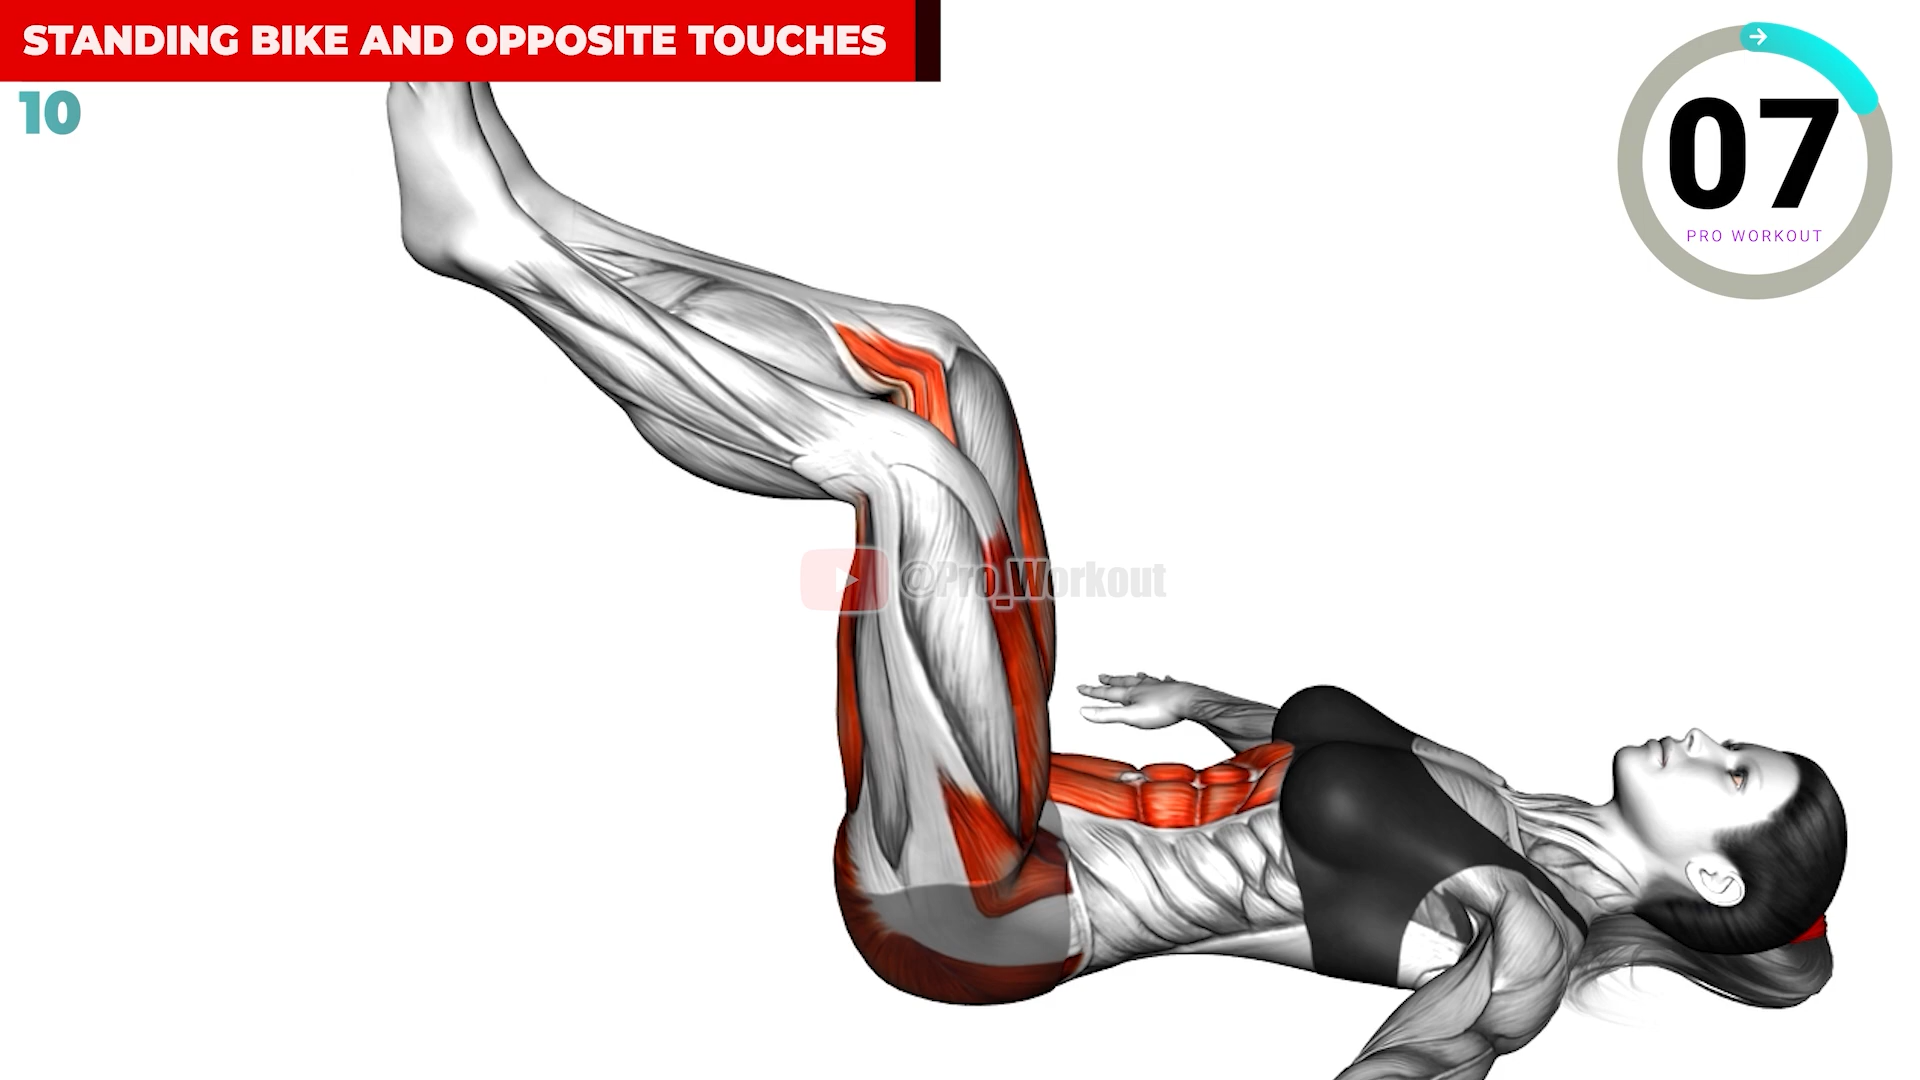 STANDING BIKE AND OPPOSITE TOUCHES
10
07
PRO WORKOUT
@Pro_Workout